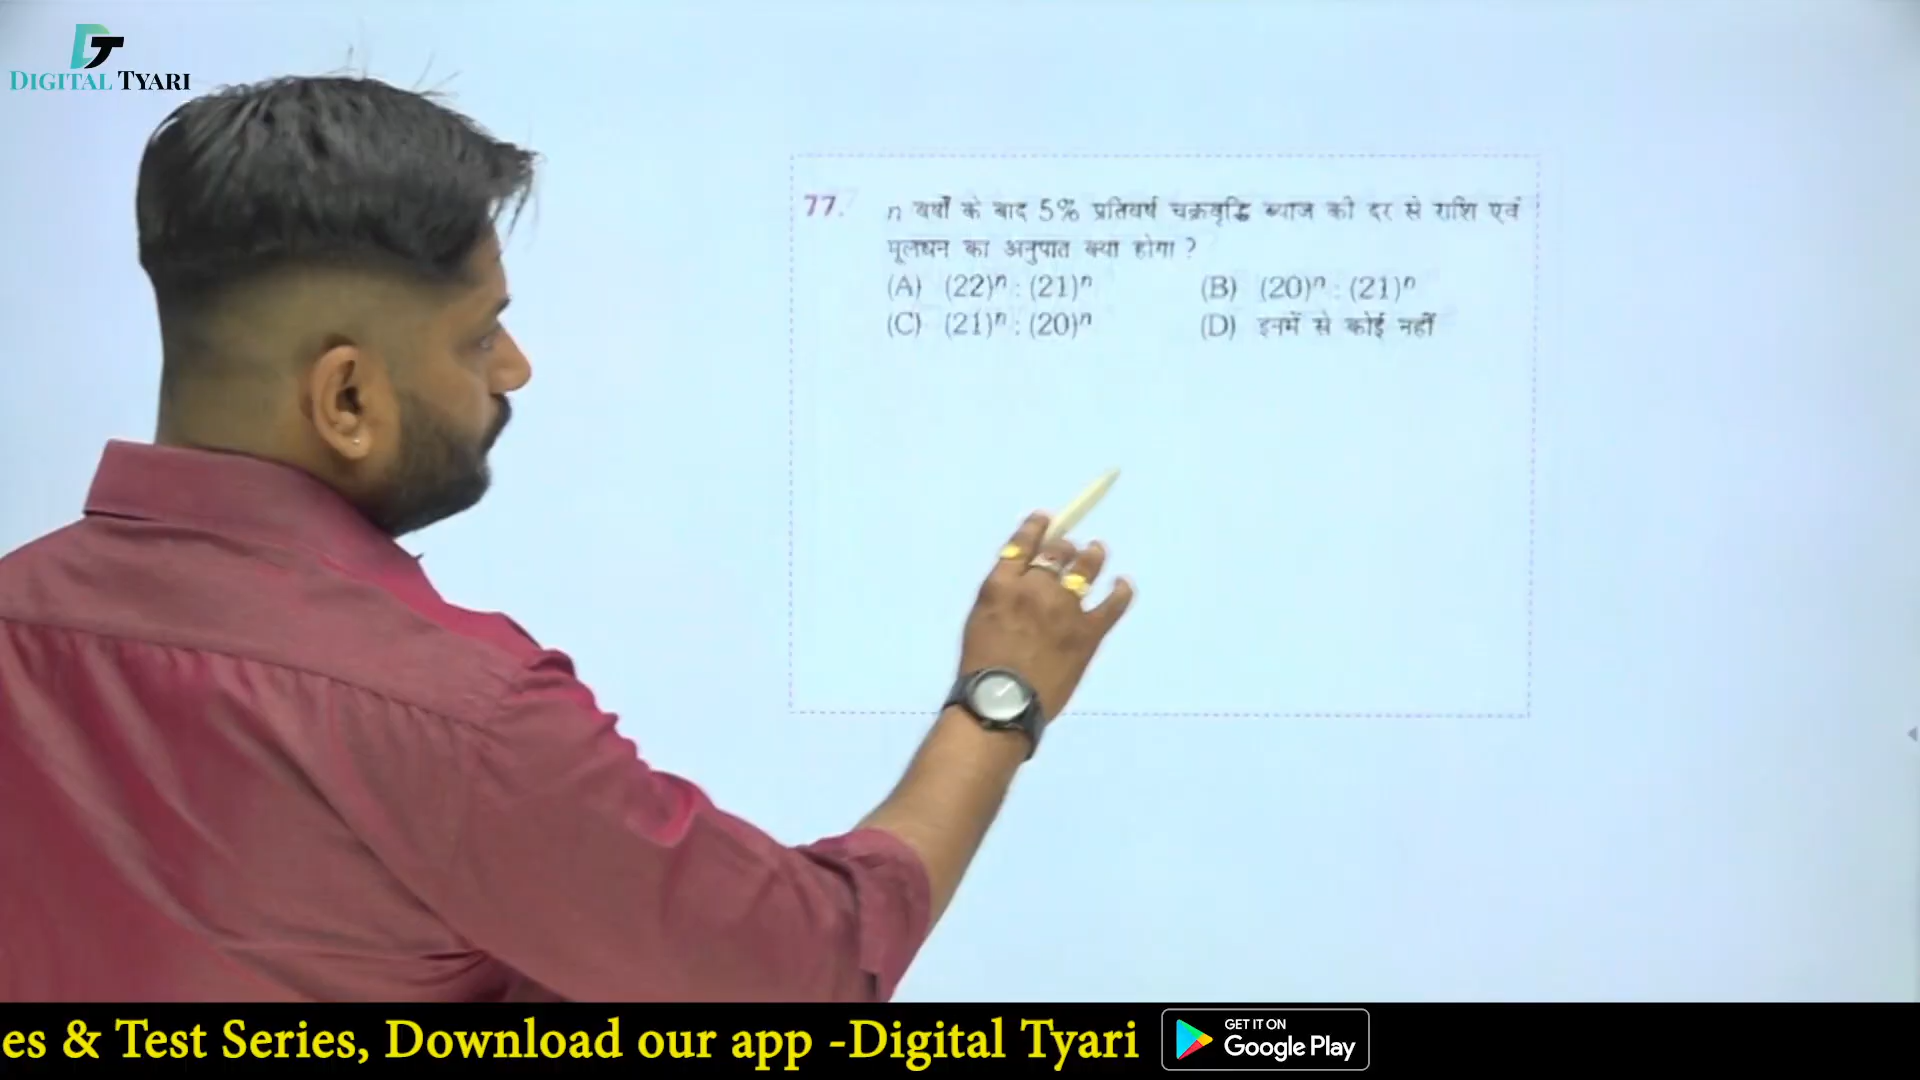 DT
DIGITAL TYARI
77. n वर्षों के बाद 5% प्रतिवर्ष चक्रवृद्धि ब्याज की दर से राशि एवं
मूलधन का अनुपात क्या होगा ?
(A) (22)ⁿ : (21)ⁿ (B) (20)ⁿ : (21)ⁿ
(C) (21)ⁿ : (20)ⁿ (D) इनमें से कोई नहीं
es & Test Series, Download our app -Digital Tyari
GET IT ON
Google Play